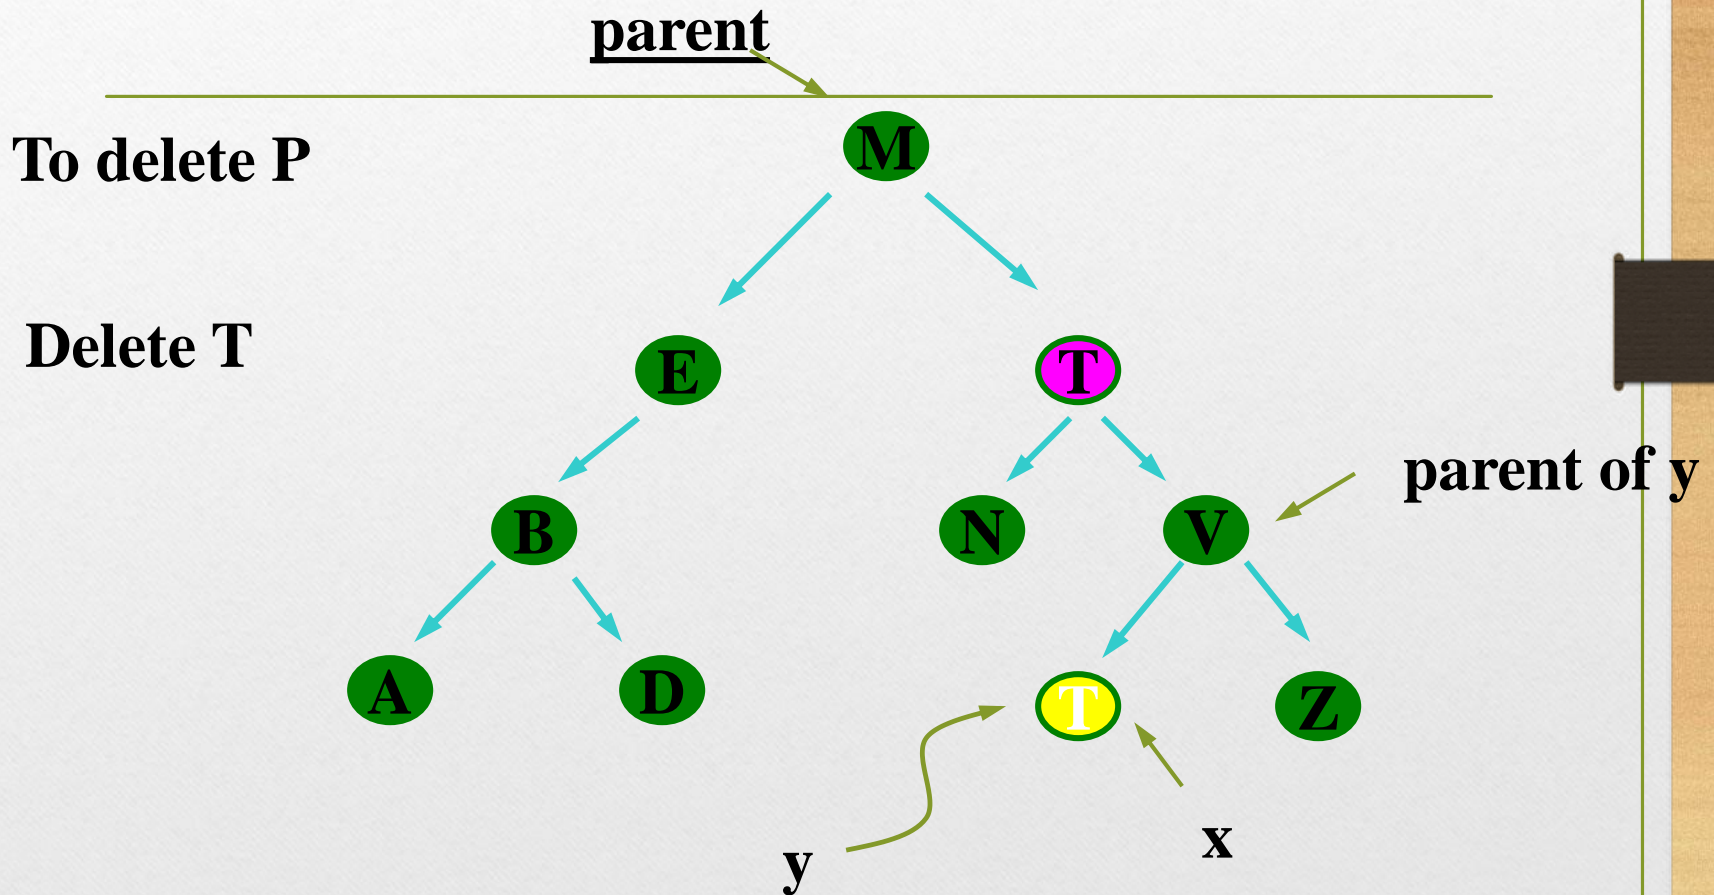 parent
M
To delete P
Delete T
E
T
parent of y
B
N
V
A
D
T
Z
x
y